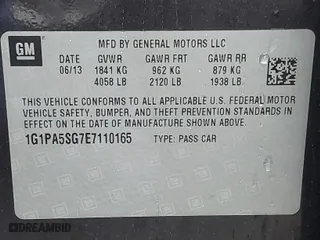 GM
MFD BY GENERAL MOTORS LLC
DATE GVWR GAWR FRT GAWR RR
06/13 1841 KG 962 KG 879 KG
4058 LB 2120 LB 1938 LB
THIS VEHICLE CONFORMS TO ALL APPLICABLE U.S. FEDERAL MOTOR
VEHICLE SAFETY, BUMPER, AND THEFT PREVENTION STANDARDS IN
EFFECT ON THE DATE OF MANUFACTURE SHOWN ABOVE.
1G1PA5SG7E7110165 TYPE: PASS CAR
DREAMBID